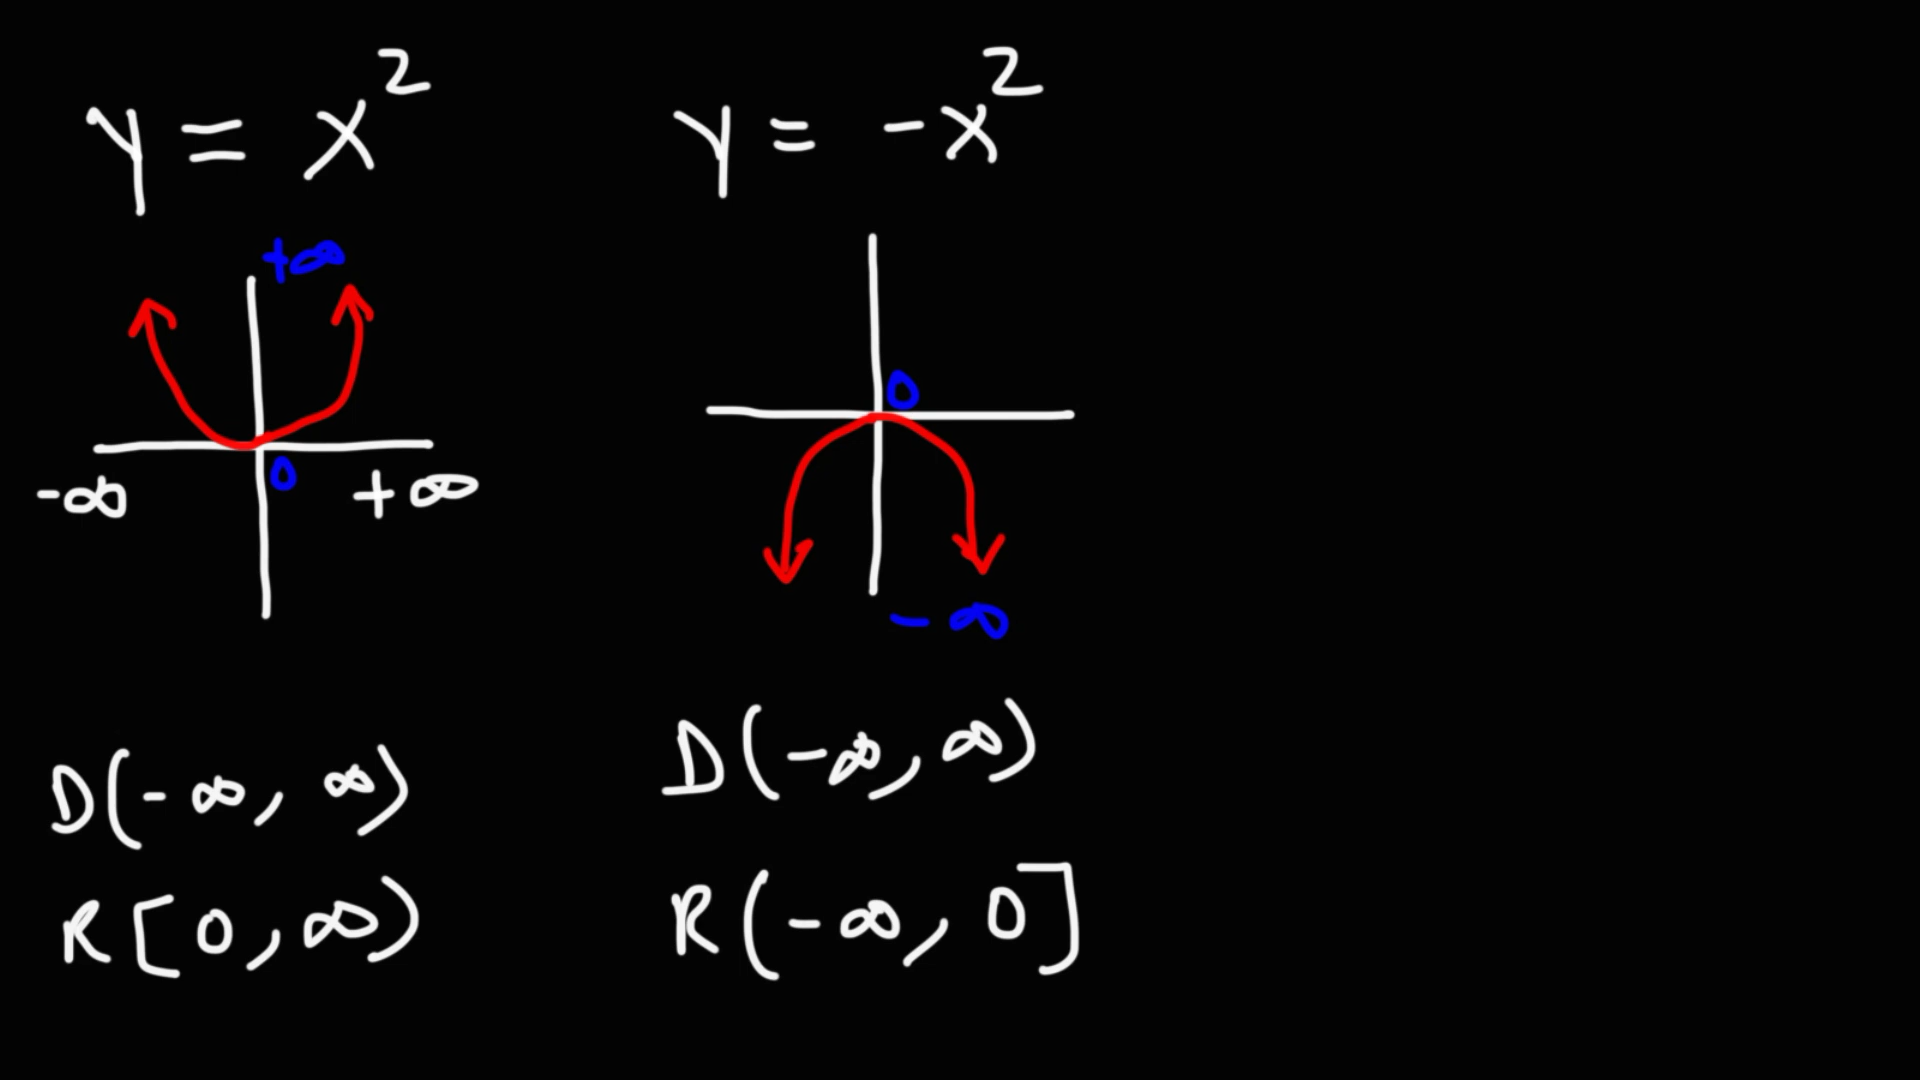 y = x²
+∞
0
-∞ +∞
D(-∞, ∞)
R[0, ∞)
y = -x²
0
-∞
D(-∞, ∞)
R(-∞, 0]